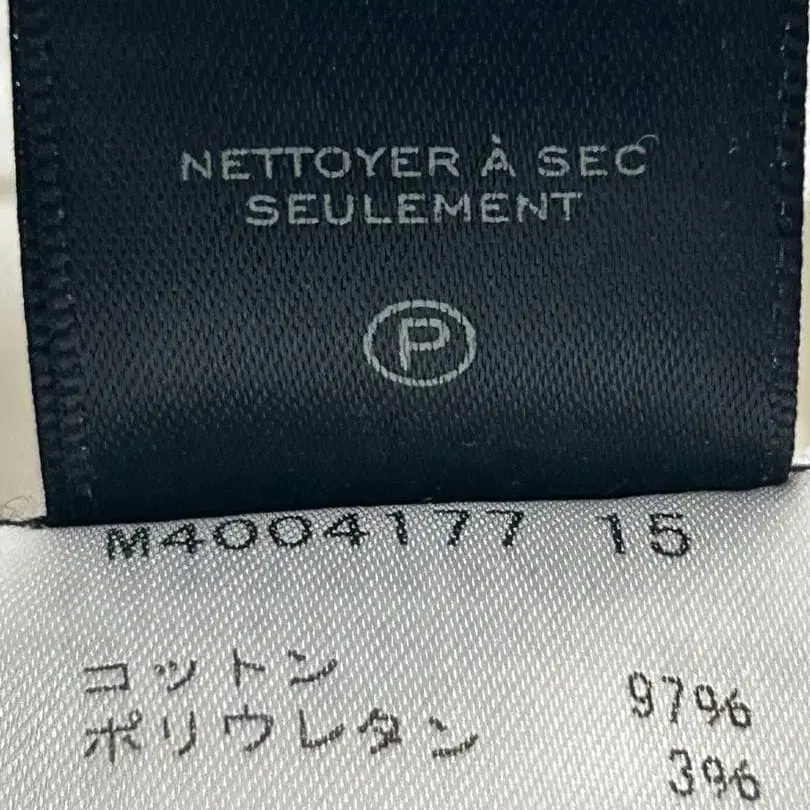 NETTOYER À SEC
SEULEMENT
P
M4004177 15
コットン 97%
ポリウレタン 3%